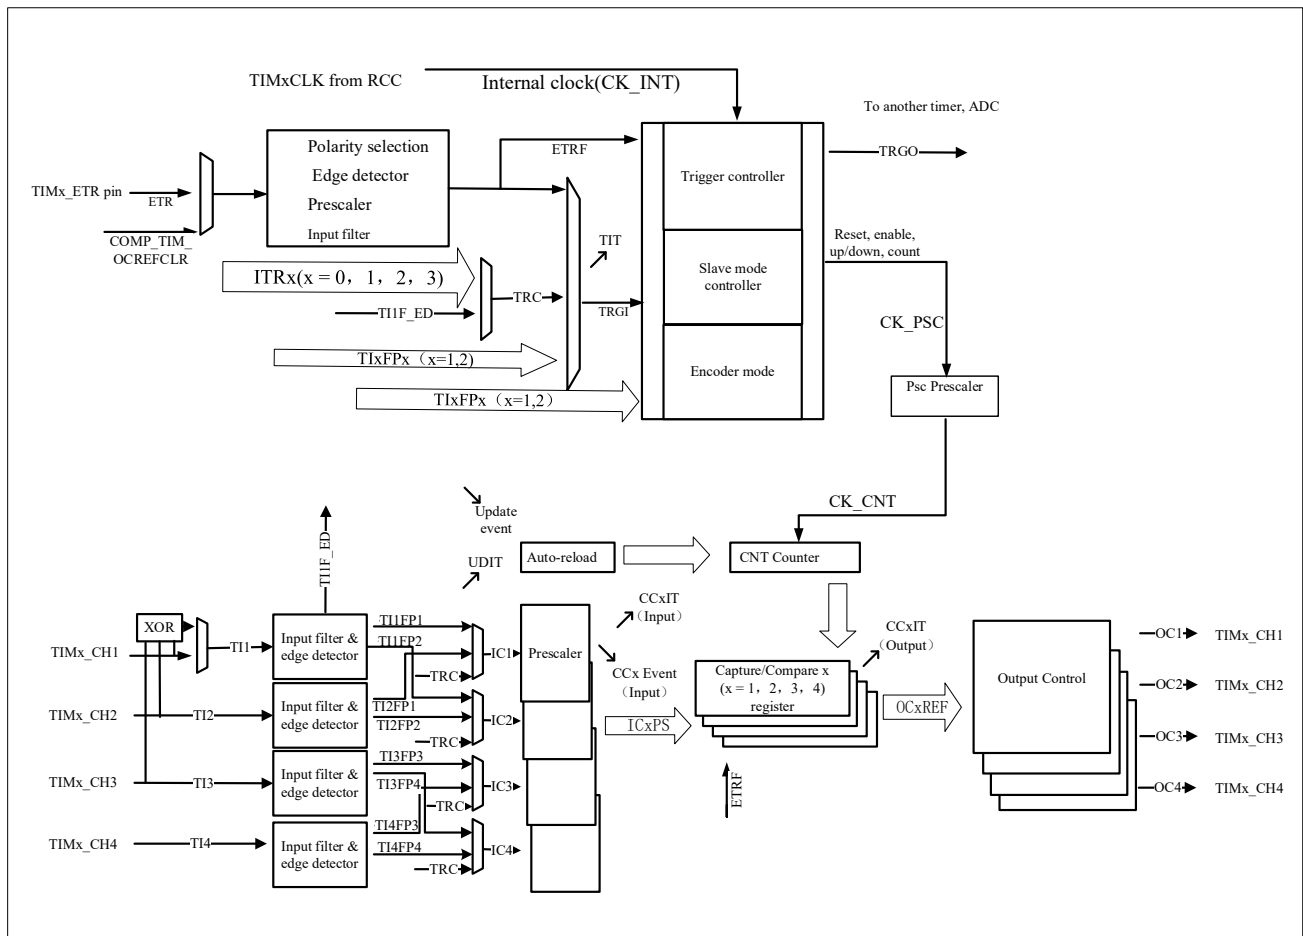 TIMxCLK from RCC
Internal clock(CK_INT)
To another timer, ADC
TRGO
TIMx_ETR pin
ETR
COMP_TIM_
OCREFCLR
Polarity selection
Edge detector
Prescaler
Input filter
ETRF
Trigger controller
Slave mode
controller
Encoder mode
TIT
ITRx(x = 0，1，2，3)
TRC
TI1F_ED
TRGI
TIxFPx（x=1,2)
TIxFPx（x=1,2）
Reset, enable,
up/down, count
CK_PSC
Psc Prescaler
CK_CNT
Update
event
UDIT
Auto-reload
CNT Counter
TI1F_ED
XOR
TIMx_CH1
TI1
Input filter &
edge detector
TI1FP1
TI1FP2
TRC
IC1
Prescaler
CCxIT
（Input）
CCx Event
（Input）
TIMx_CH2
TI2
Input filter &
edge detector
TI2FP1
TI2FP2
TRC
IC2
ICxPS
Capture/Compare x
(x = 1，2，3，4)
register
CCxIT
（Output）
OCxREF
ETRF
Output Control
OC1
TIMx_CH1
OC2
TIMx_CH2
OC3
TIMx_CH3
OC4
TIMx_CH4
TIMx_CH3
TI3
Input filter &
edge detector
TI3FP3
TI3FP4
TRC
IC3
TIMx_CH4
TI4
Input filter &
edge detector
TI4FP3
TI4FP4
TRC
IC4